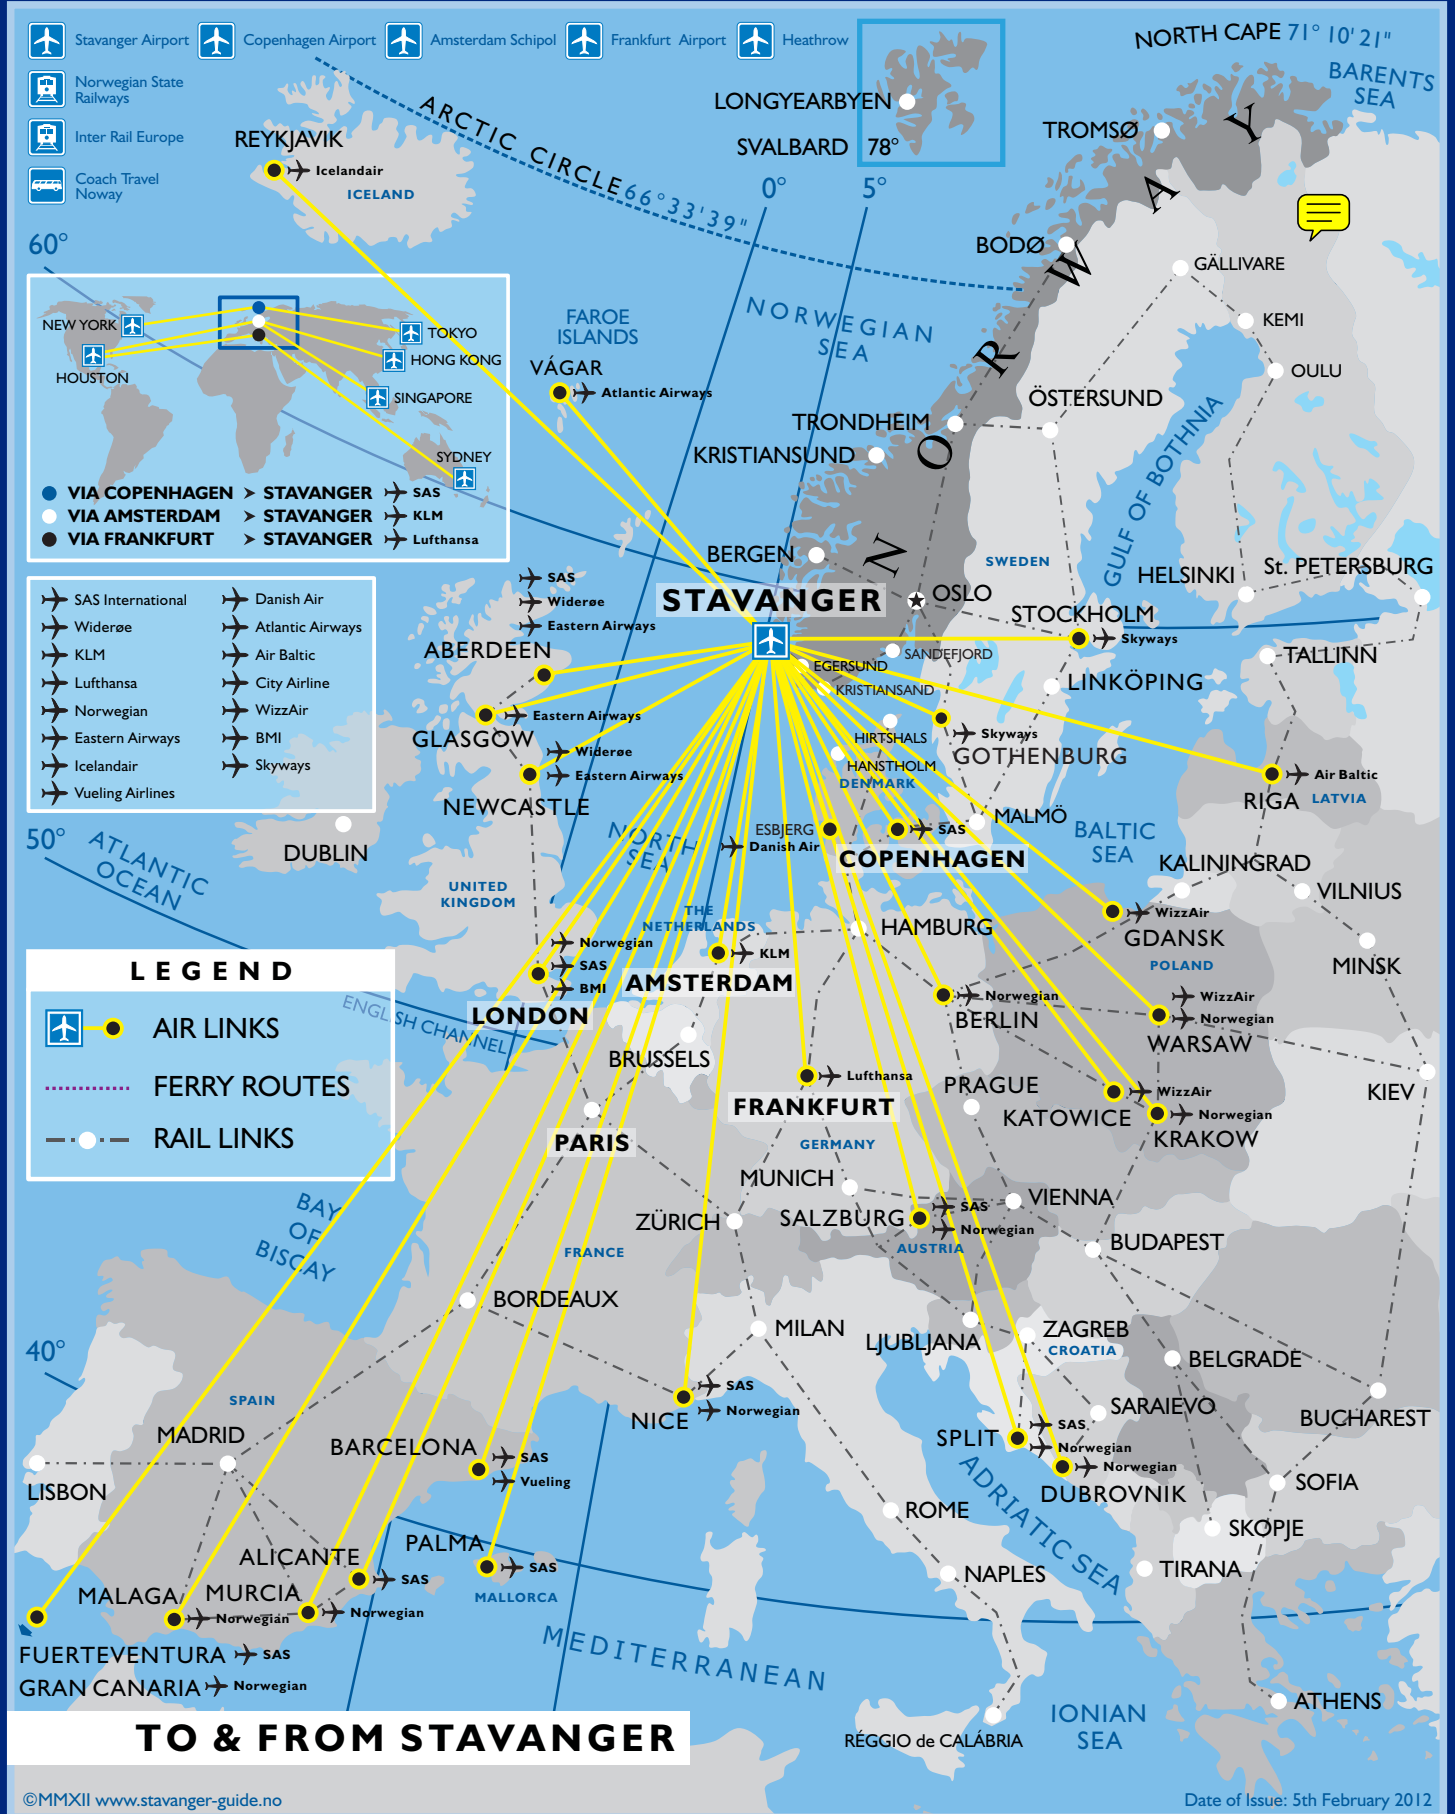 Stavanger Airport
Copenhagen Airport
Amsterdam Schipol
Frankfurt Airport
Heathrow
Norwegian State
Railways
Inter Rail Europe
Coach Travel
Noway
NORTH CAPE 71° 10' 21"
BARENTS
SEA
LONGYEARBYEN
SVALBARD 78°
ARCTIC CIRCLE 66°33'39"
0°
5°
REYKJAVIK
Icelandair
ICELAND
TROMSØ
NORWAY
BODØ
GÄLLIVARE
KEMI
OULU
60°
NEW YORK
HOUSTON
TOKYO
HONG KONG
SINGAPORE
SYDNEY
VIA COPENHAGEN > STAVANGER SAS
VIA AMSTERDAM > STAVANGER KLM
VIA FRANKFURT > STAVANGER Lufthansa
FAROE
ISLANDS
VÁGAR
Atlantic Airways
NORWEGIAN
SEA
ÖSTERSUND
TRONDHEIM
KRISTIANSUND
GULF OF BOTHNIA
BERGEN
SWEDEN
HELSINKI
St. PETERSBURG
SAS International
Widerøe
KLM
Lufthansa
Norwegian
Eastern Airways
Icelandair
Vueling Airlines
Danish Air
Atlantic Airways
Air Baltic
City Airline
WizzAir
BMI
Skyways
SAS
Widerøe
Eastern Airways
ABERDEEN
STAVANGER
OSLO
STOCKHOLM
Skyways
SANDEFJORD
EGERSUND
KRISTIANSAND
TALLINN
LINKÖPING
Eastern Airways
GLASGOW
HIRTSHALS
Skyways
GOTHENBURG
HANSTHOLM
DENMARK
Widerøe
Eastern Airways
NEWCASTLE
Air Baltic
RIGA
LATVIA
50°
ATLANTIC
OCEAN
DUBLIN
NORTH
SEA
ESBJERG
Danish Air
SAS
COPENHAGEN
MALMÖ
BALTIC
SEA
KALININGRAD
VILNIUS
UNITED
KINGDOM
THE
NETHERLANDS
HAMBURG
WizzAir
GDANSK
POLAND
MINSK
Norwegian
SAS
BMI
LONDON
KLM
AMSTERDAM
Norwegian
BERLIN
WizzAir
Norwegian
WARSAW
LEGEND
AIR LINKS
FERRY ROUTES
RAIL LINKS
ENGLISH CHANNEL
BRUSSELS
Lufthansa
FRANKFURT
GERMANY
PRAGUE
WizzAir
KATOWICE
Norwegian
KRAKOW
KIEV
PARIS
MUNICH
SALZBURG
SAS
Norwegian
AUSTRIA
VIENNA
ZÜRICH
BUDAPEST
BAY
OF
BISCAY
FRANCE
BORDEAUX
MILAN
LJUBLJANA
ZAGREB
CROATIA
BELGRADE
40°
SPAIN
MADRID
LISBON
SAS
Norwegian
NICE
SARAJEVO
BUCHAREST
BARCELONA
SAS
Vueling
SPLIT
SAS
Norwegian
Norwegian
DUBROVNIK
SOFIA
ADRIATIC SEA
ROME
SKOPJE
PALMA
SAS
MALLORCA
ALICANTE
SAS
NAPLES
TIRANA
MALAGA
Norwegian
MURCIA
Norwegian
FUERTEVENTURA SAS
GRAN CANARIA Norwegian
MEDITERRANEAN
IONIAN
SEA
ATHENS
RÉGGIO de CALÁBRIA
TO & FROM STAVANGER
©MMXII www.stavanger-guide.no
Date of Issue: 5th February 2012